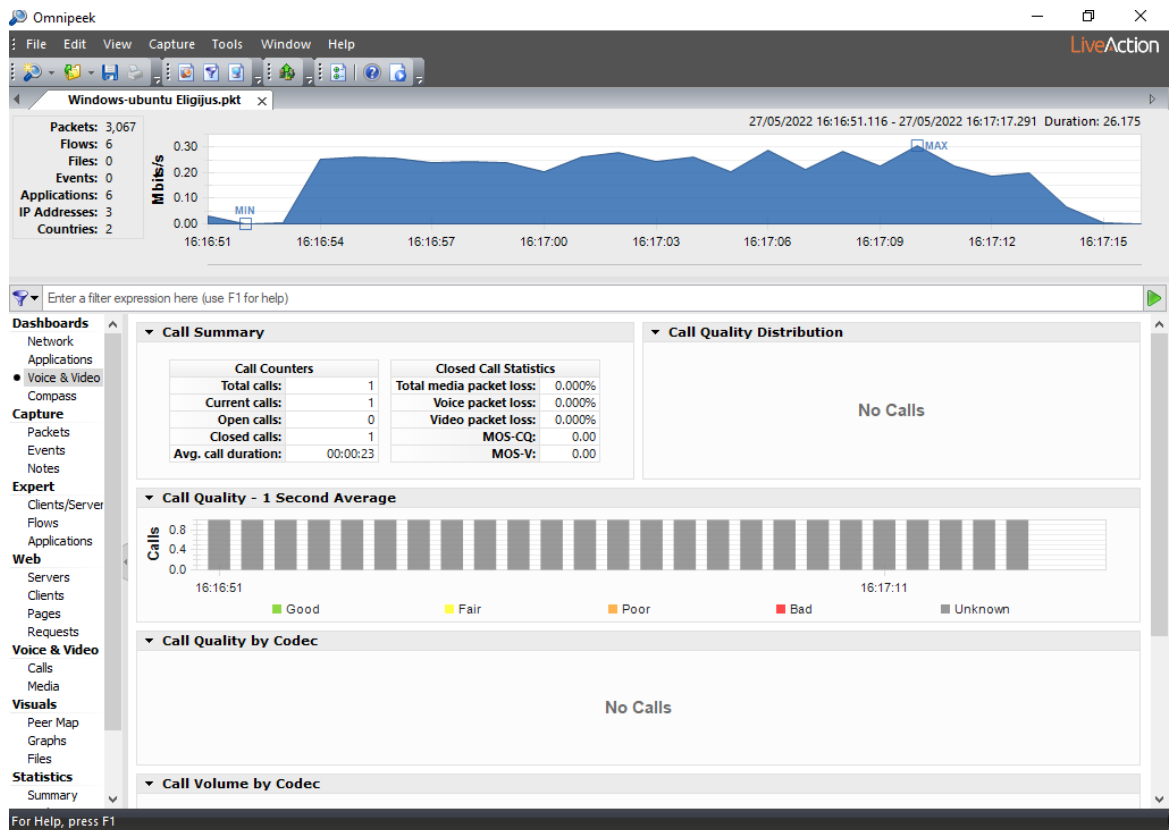 Omnipeek
File Edit View Capture Tools Window Help
LiveAction
Windows-ubuntu Eligijus.pkt
Packets: 3,067
Flows: 6
Files: 0
Events: 0
Applications: 6
IP Addresses: 3
Countries: 2
27/05/2022 16:16:51.116 - 27/05/2022 16:17:17.291 Duration: 26.175
Mbits/s
0.30
0.20
0.10
0.00
MIN
MAX
16:16:51 16:16:54 16:16:57 16:17:00 16:17:03 16:17:06 16:17:09 16:17:12 16:17:15
Enter a filter expression here (use F1 for help)
Dashboards
Network
Applications
Voice & Video
Compass
Capture
Packets
Events
Notes
Expert
Clients/Server
Flows
Applications
Web
Servers
Clients
Pages
Requests
Voice & Video
Calls
Media
Visuals
Peer Map
Graphs
Files
Statistics
Summary
Call Summary
Call Counters
Total calls: 1
Current calls: 1
Open calls: 0
Closed calls: 1
Avg. call duration: 00:00:23
Closed Call Statistics
Total media packet loss: 0.000%
Voice packet loss: 0.000%
Video packet loss: 0.000%
MOS-CQ: 0.00
MOS-V: 0.00
Call Quality Distribution
No Calls
Call Quality - 1 Second Average
Calls
0.8
0.4
0.0
16:16:51 16:17:11
Good Fair Poor Bad Unknown
Call Quality by Codec
No Calls
Call Volume by Codec
For Help, press F1